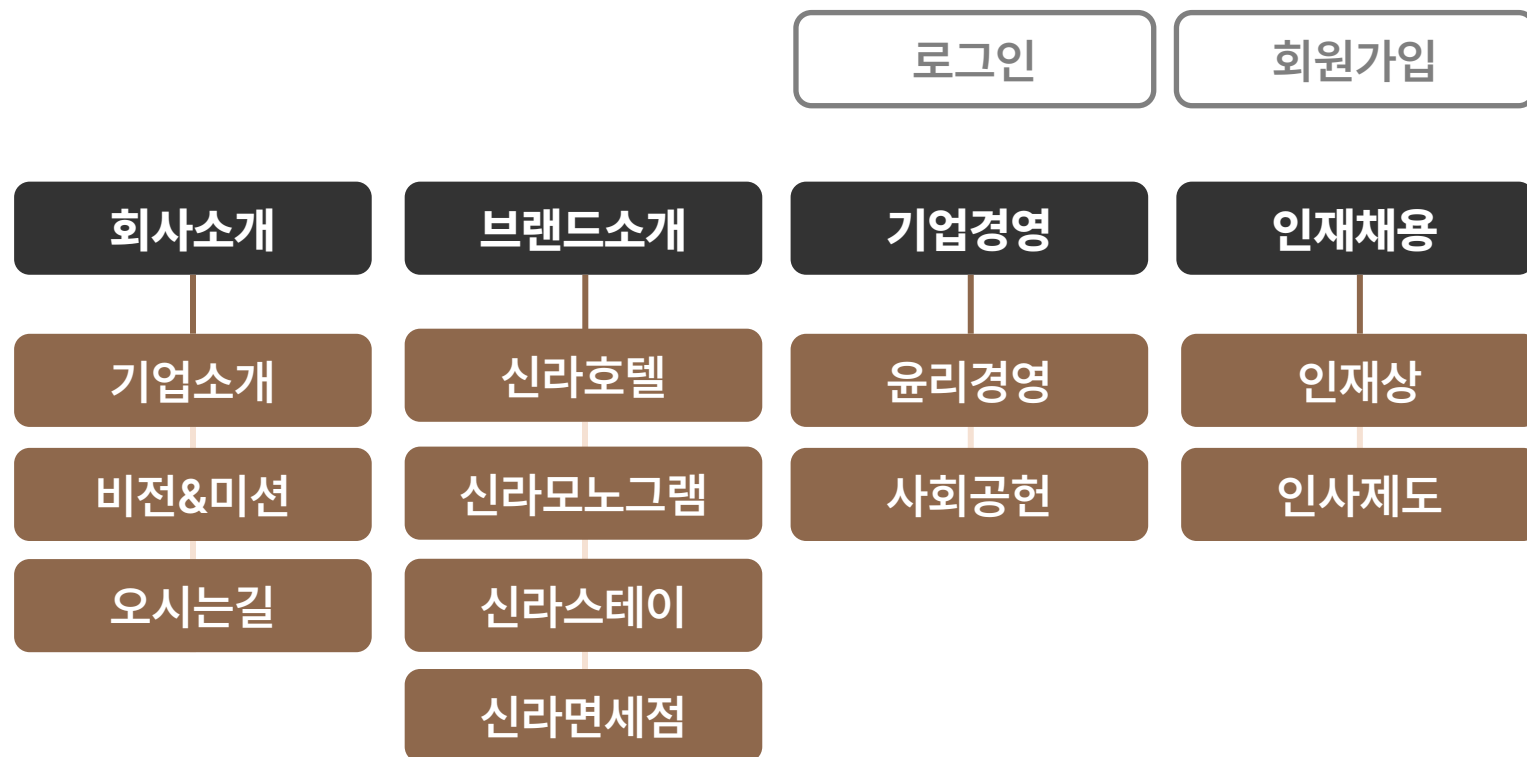 로그인
회원가입
회사소개
브랜드소개
기업경영
인재채용
기업소개
신라호텔
윤리경영
인재상
비전&미션
신라모노그램
사회공헌
인사제도
오시는길
신라스테이
신라면세점